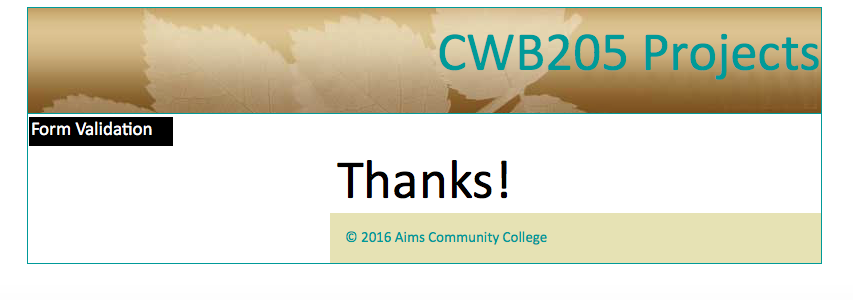 CWB205 Projects
Form Validation
Thanks!
© 2016 Aims Community College